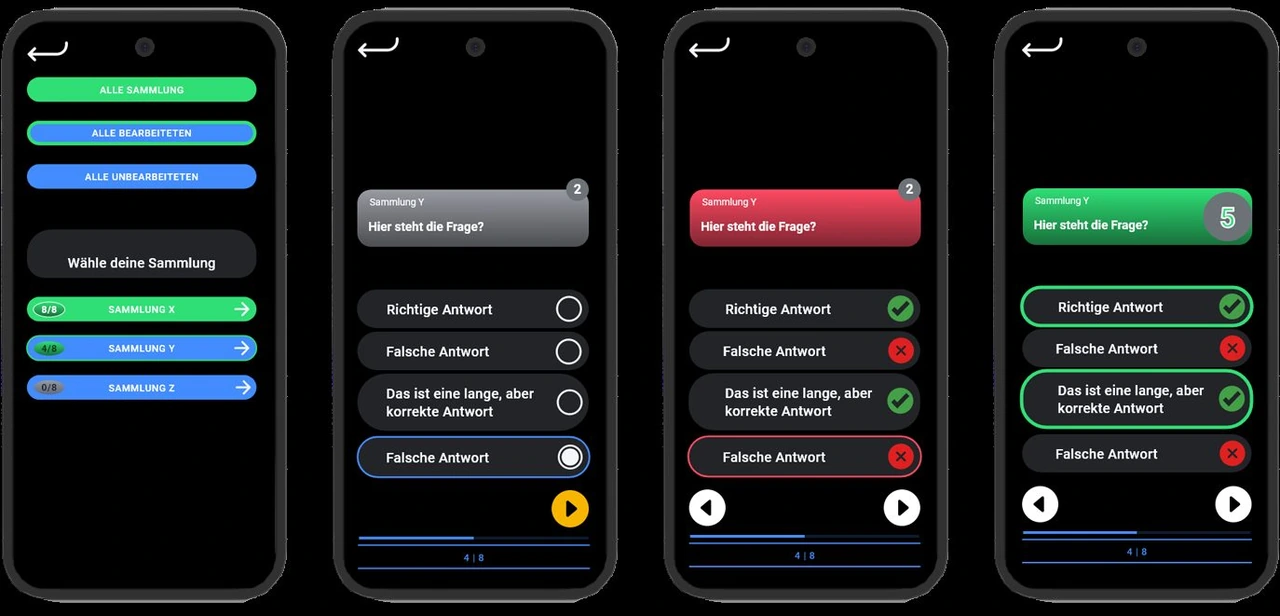 ALLE SAMMLUNG
ALLE BEARBEITETEN
ALLE UNBEARBEITETEN
Wähle deine Sammlung
8/8 SAMMLUNG X
4/8 SAMMLUNG Y
0/8 SAMMLUNG Z
2
Sammlung Y
Hier steht die Frage?
Richtige Antwort
Falsche Antwort
Das ist eine lange, aber
korrekte Antwort
Falsche Antwort
4 | 8
2
Sammlung Y
Hier steht die Frage?
Richtige Antwort
Falsche Antwort
Das ist eine lange, aber
korrekte Antwort
Falsche Antwort
4 | 8
Sammlung Y
5
Hier steht die Frage?
Richtige Antwort
Falsche Antwort
Das ist eine lange, aber
korrekte Antwort
Falsche Antwort
4 | 8